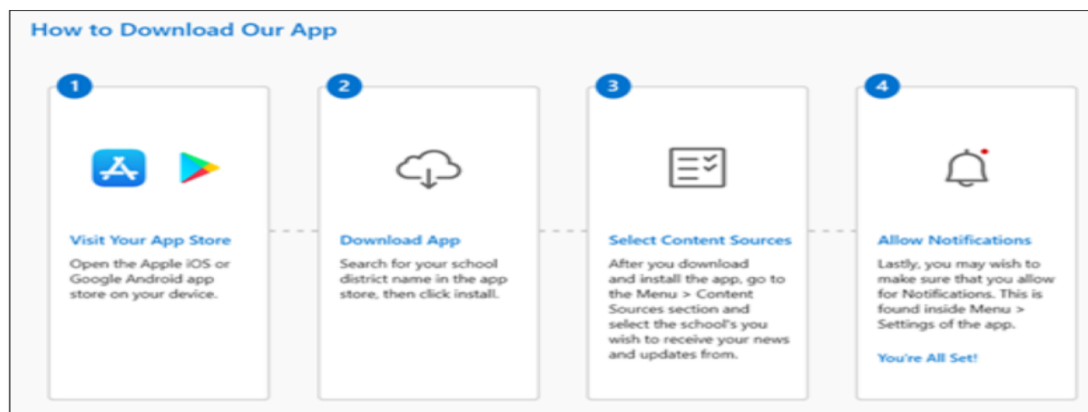 How to Download Our App
1
Visit Your App Store
Open the Apple iOS or
Google Android app
store on your device.
2
Download App
Search for your school
district name in the app
store, then click install.
3
Select Content Sources
After you download
and install the app, go to
the Menu > Content
Sources section and
select the school's you
wish to receive your news
and updates from.
4
Allow Notifications
Lastly, you may wish to
make sure that you allow
for Notifications. This is
found inside Menu >
Settings of the app.
You're All Set!